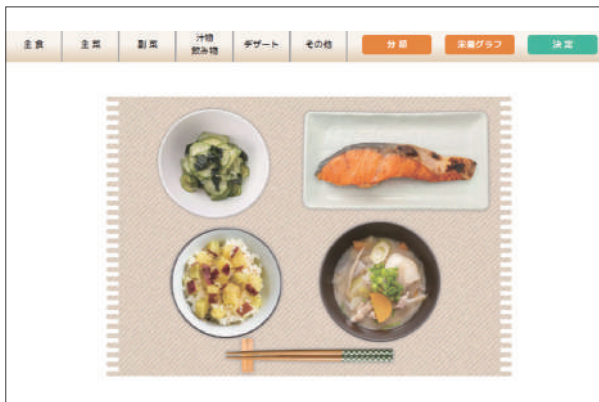 主食
主菜
副菜
汁物
飲み物
デザート
その他
分類
栄養グラフ
決定